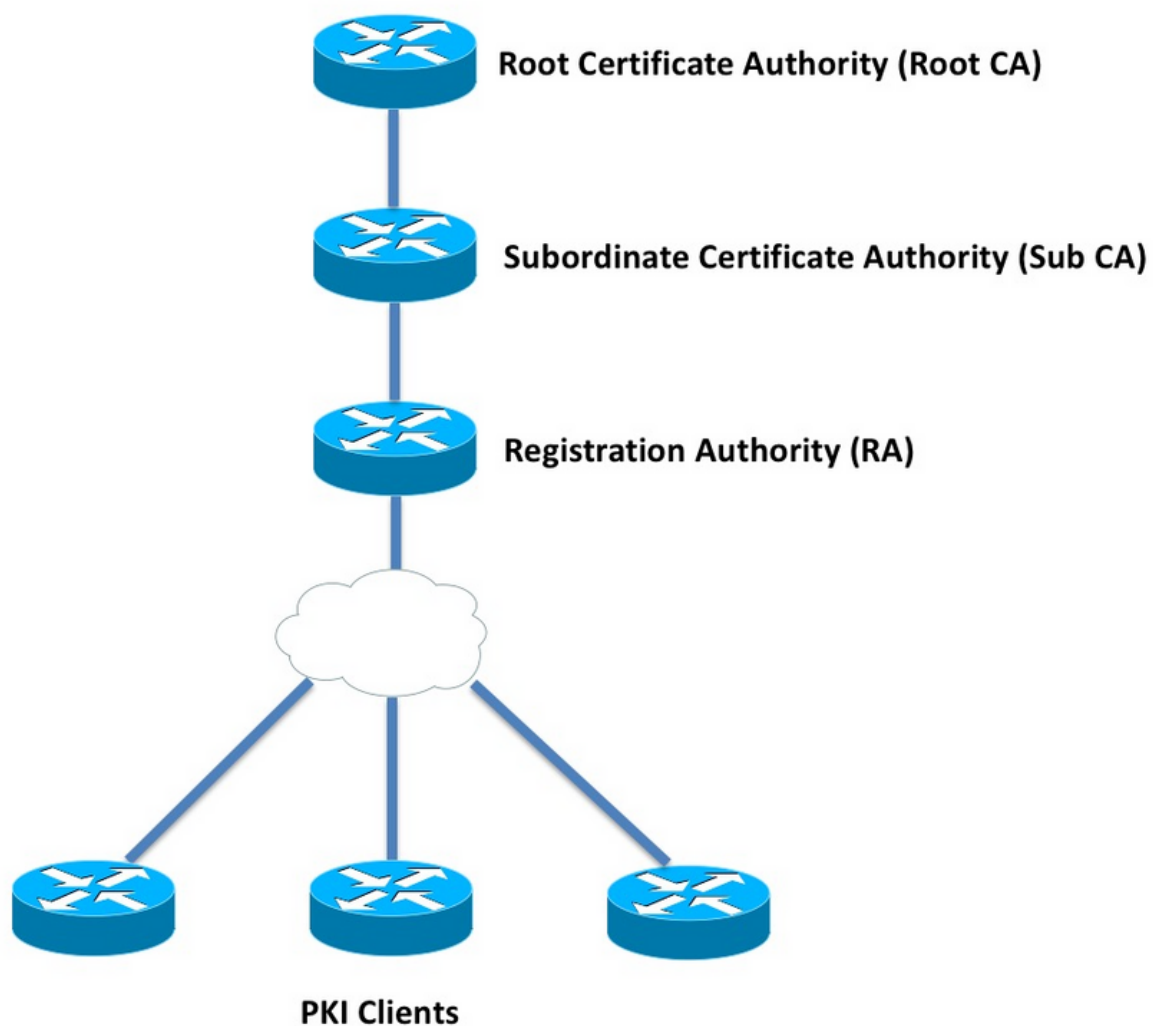 Root Certificate Authority (Root CA)
Subordinate Certificate Authority (Sub CA)
Registration Authority (RA)
PKI Clients